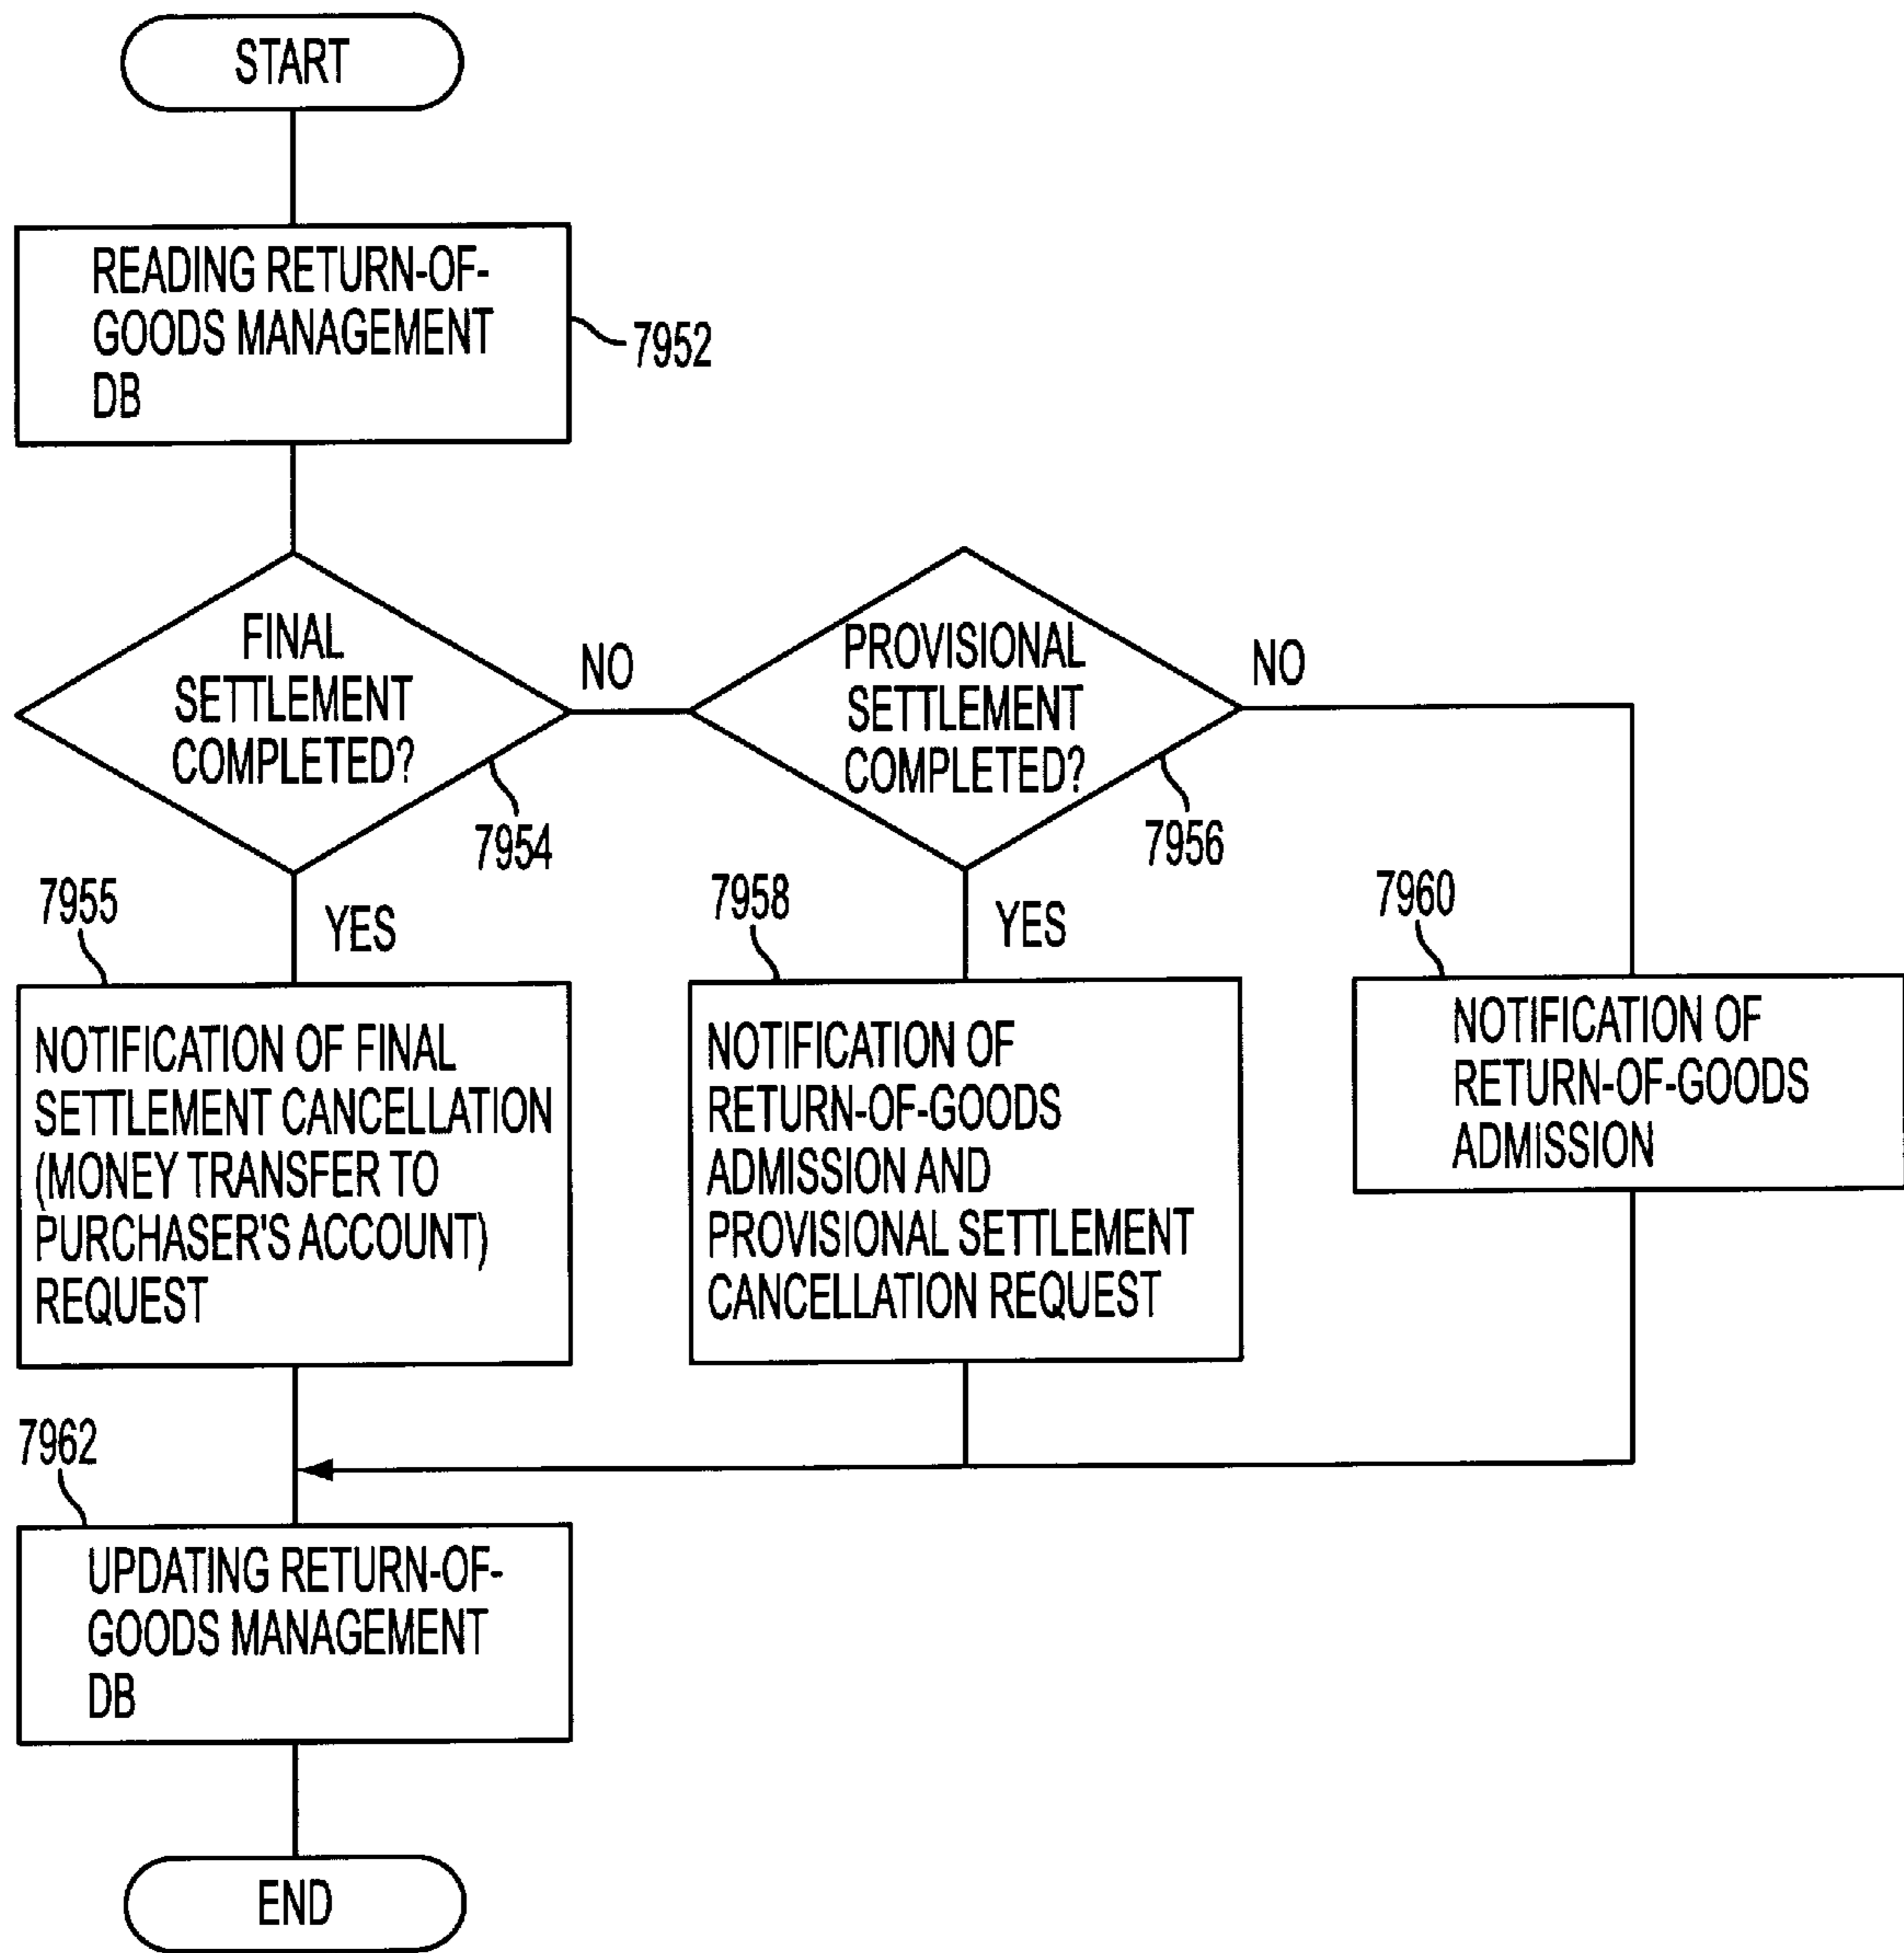 START
READING RETURN-OF-
GOODS MANAGEMENT
DB
7952
FINAL
SETTLEMENT
COMPLETED?
NO
7954
PROVISIONAL
SETTLEMENT
COMPLETED?
NO
7956
YES
7955
NOTIFICATION OF FINAL
SETTLEMENT CANCELLATION
(MONEY TRANSFER TO
PURCHASER'S ACCOUNT)
REQUEST
YES
7958
NOTIFICATION OF
RETURN-OF-GOODS
ADMISSION AND
PROVISIONAL SETTLEMENT
CANCELLATION REQUEST
7960
NOTIFICATION OF
RETURN-OF-GOODS
ADMISSION
7962
UPDATING RETURN-OF-
GOODS MANAGEMENT
DB
END